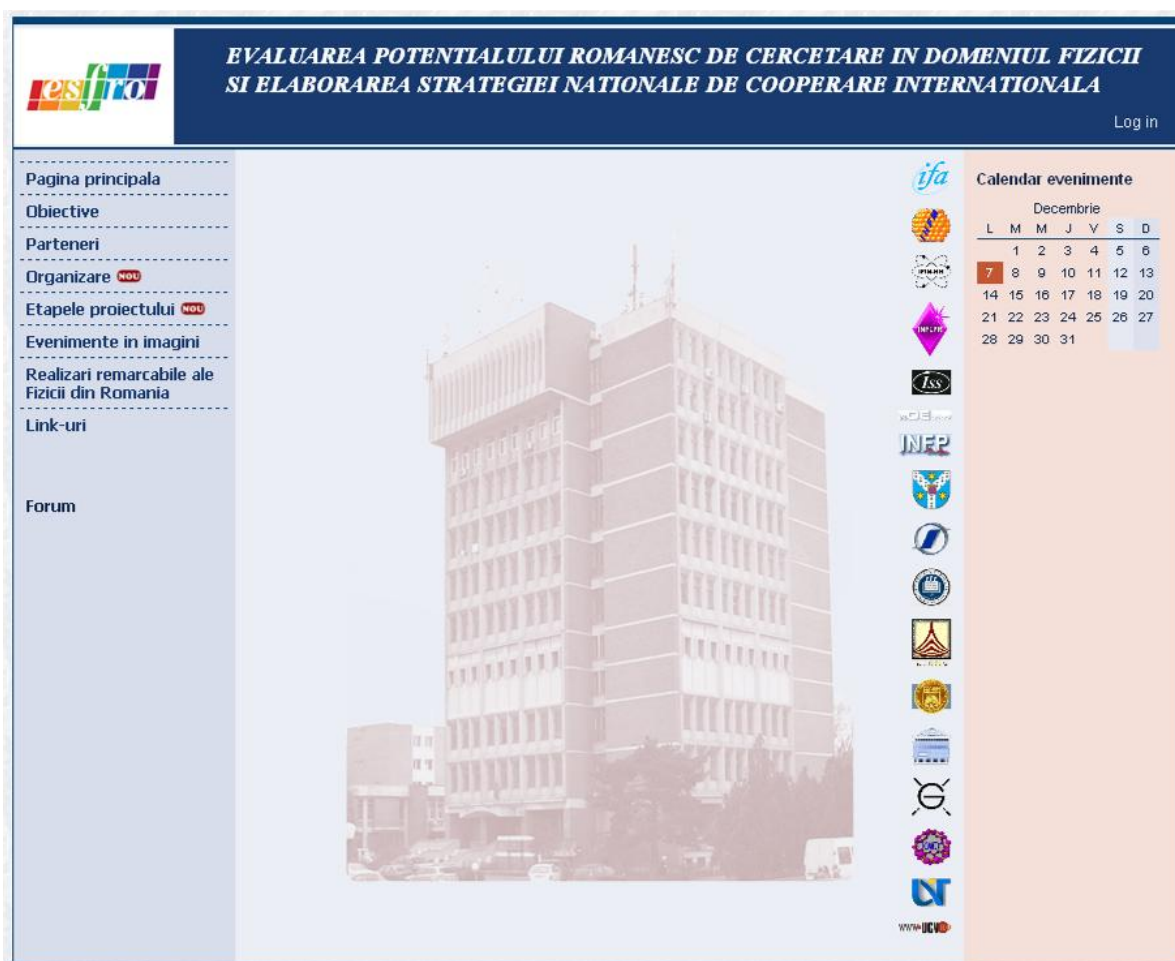 esfro
EVALUAREA POTENTIALULUI ROMANESC DE CERCETARE IN DOMENIUL FIZICII
SI ELABORAREA STRATEGIEI NATIONALE DE COOPERARE INTERNATIONALA
Log in
Pagina principala
Obiective
Parteneri
Organizare NOU
Etapele proiectului NOU
Evenimente in imagini
Realizari remarcabile ale
Fizicii din Romania
Link-uri
Forum
ifa
IFIN-HH
INFLPR
ISS
INFP
UVT
www.UCV
Calendar evenimente
Decembrie
L M M J V S D
1 2 3 4 5 6
7 8 9 10 11 12 13
14 15 16 17 18 19 20
21 22 23 24 25 26 27
28 29 30 31